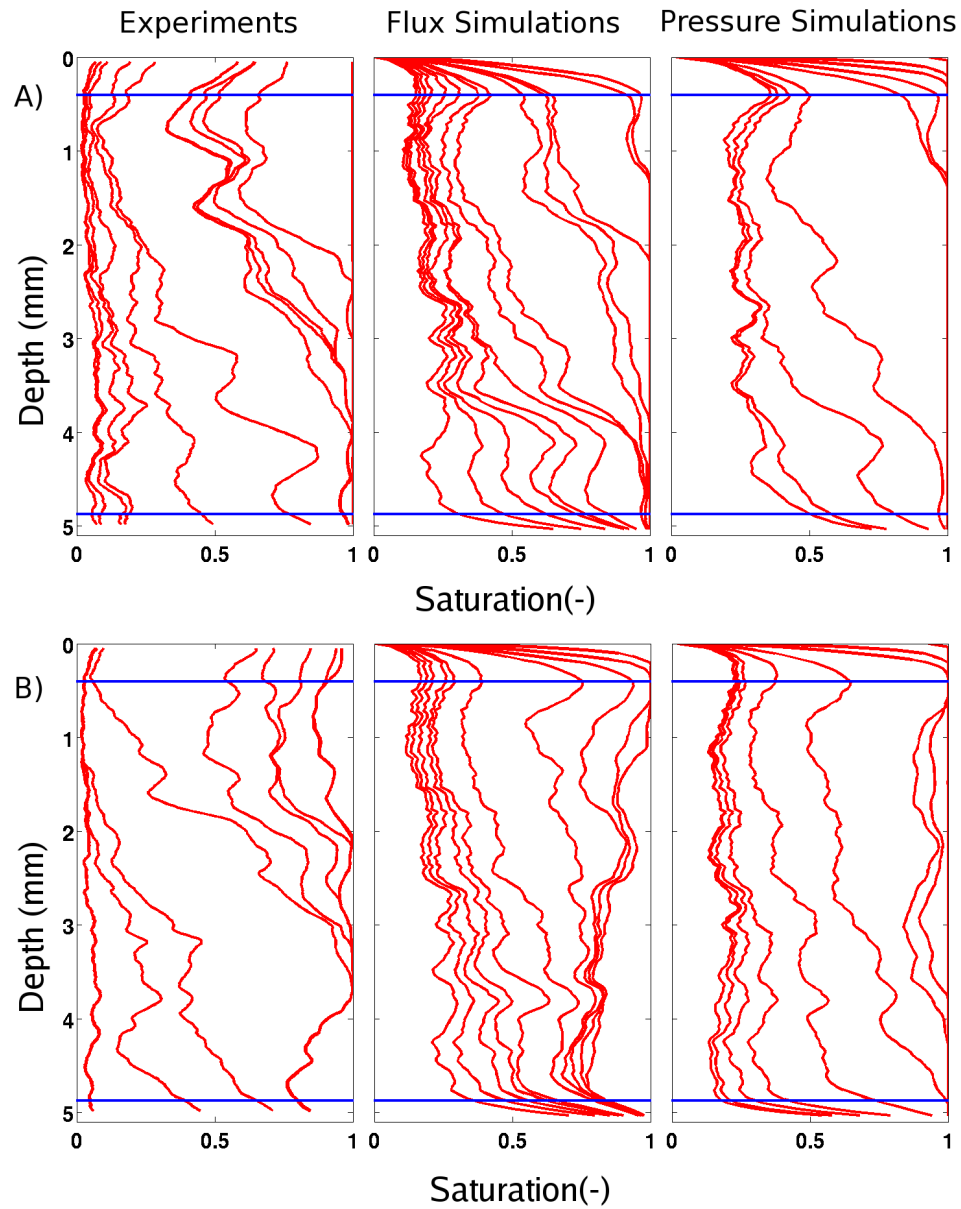 Experiments Flux Simulations Pressure Simulations
A)
0
1
2
3
4
5
Depth (mm)
0 0.5 1 0 0.5 1 0 0.5 1
Saturation(-)
B)
0
1
2
3
4
5
Depth (mm)
0 0.5 1 0 0.5 1 0 0.5 1
Saturation(-)